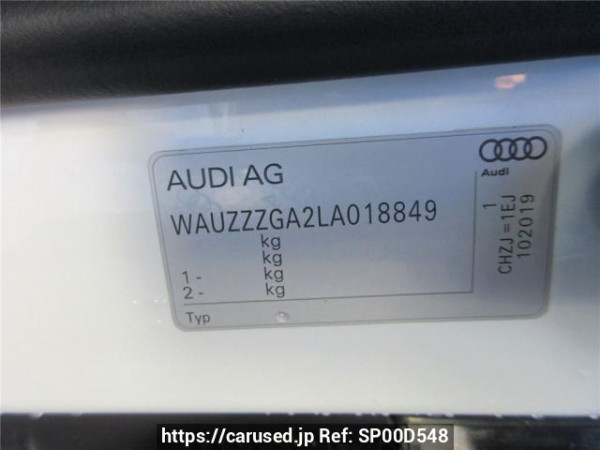 AUDI AG
Audi
WAUZZZGA2LA018849
kg
kg
1 - kg
2 - kg
Typ
1
CHZJ = 1EJ
102019
https://carused.jp Ref: SP00D548